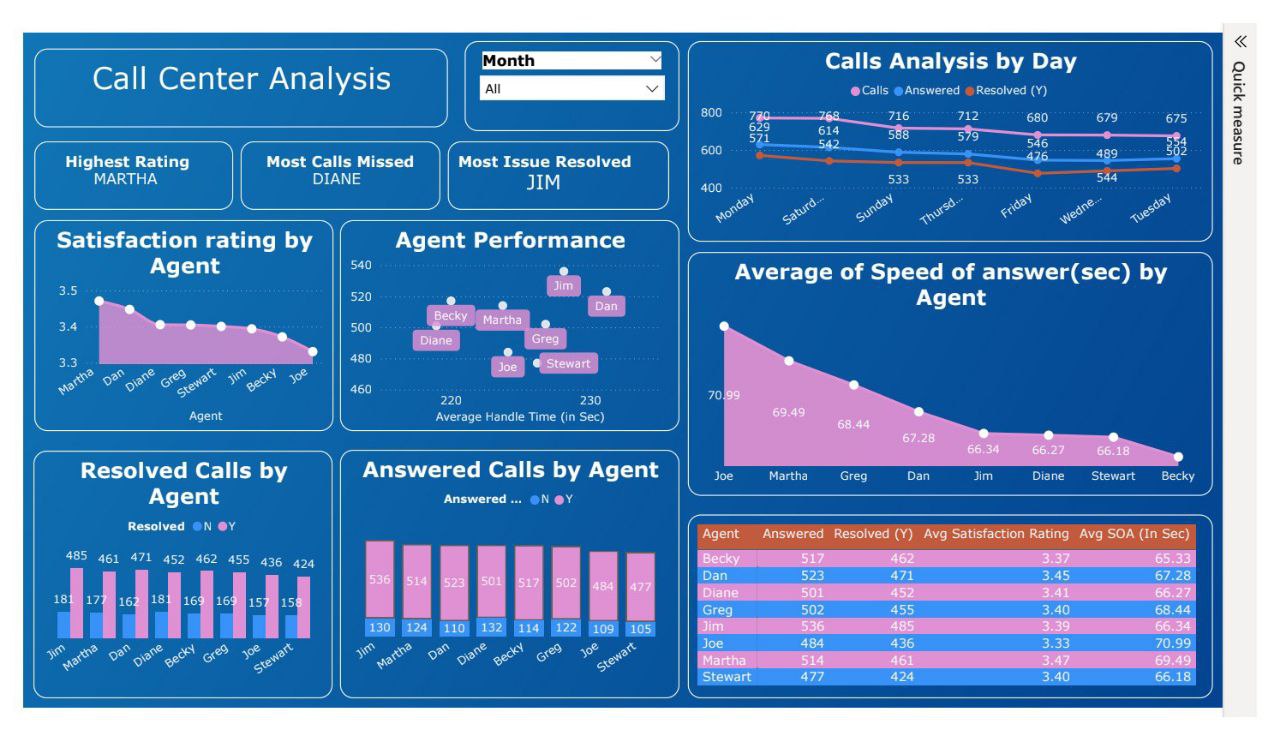 Call Center Analysis
Month
All
Highest Rating
MARTHA
Most Calls Missed
DIANE
Most Issue Resolved
JIM
Calls Analysis by Day
Calls Answered Resolved (Y)
800
600
400
770 768 716 712 680 679 675
629 614 588 579 546 489 554
571 542 533 533 476 544 502
Monday Saturd... Sunday Thursd... Friday Wedne... Tuesday
Satisfaction rating by
Agent
3.5
3.4
3.3
Martha Dan Diane Greg Stewart Jim Becky Joe
Agent
Agent Performance
540
520
500
480
460
Jim
Dan
Becky
Martha
Diane
Greg
Joe
Stewart
220 230
Average Handle Time (in Sec)
Average of Speed of answer(sec) by
Agent
70.99 69.49 68.44 67.28 66.34 66.27 66.18
Joe Martha Greg Dan Jim Diane Stewart Becky
Resolved Calls by
Agent
Resolved N Y
485 461 471 452 462 455 436 424
181 177 162 181 169 169 157 158
Jim Martha Dan Diane Becky Greg Joe Stewart
Answered Calls by Agent
Answered ... N Y
536 514 523 501 517 502 484 477
130 124 110 132 114 122 109 105
Jim Martha Dan Diane Becky Greg Joe Stewart
Agent Answered Resolved (Y) Avg Satisfaction Rating Avg SOA (In Sec)
Becky 517 462 3.37 65.33
Dan 523 471 3.45 67.28
Diane 501 452 3.41 66.27
Greg 502 455 3.40 68.44
Jim 536 485 3.39 66.34
Joe 484 436 3.33 70.99
Martha 514 461 3.47 69.49
Stewart 477 424 3.40 66.18
Quick measure